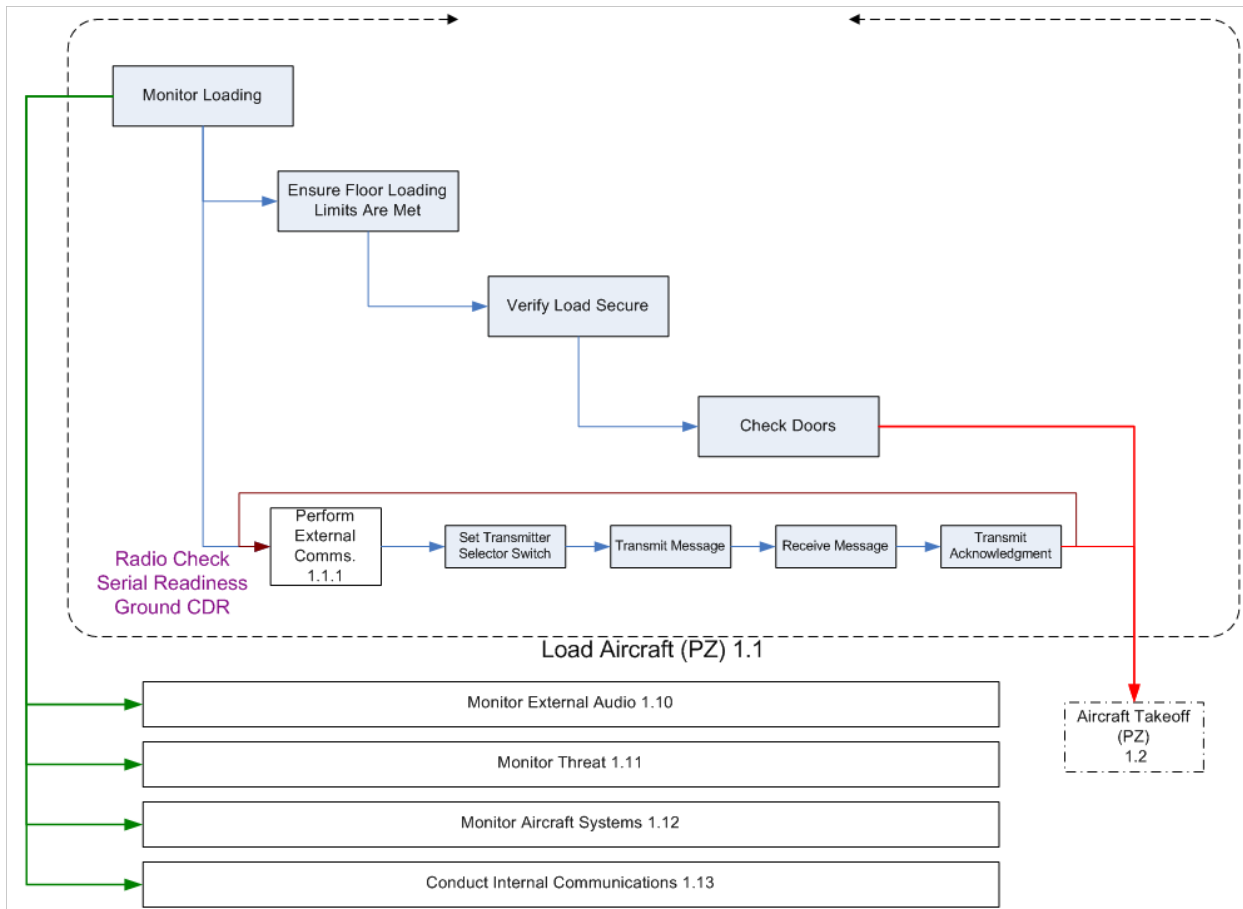 Monitor Loading
Ensure Floor Loading
Limits Are Met
Verify Load Secure
Check Doors
Radio Check
Serial Readiness
Ground CDR
Perform
External
Comms.
1.1.1
Set Transmitter
Selector Switch
Transmit Message
Receive Message
Transmit
Acknowledgment
Load Aircraft (PZ) 1.1
Monitor External Audio 1.10
Monitor Threat 1.11
Monitor Aircraft Systems 1.12
Conduct Internal Communications 1.13
Aircraft Takeoff
(PZ)
1.2